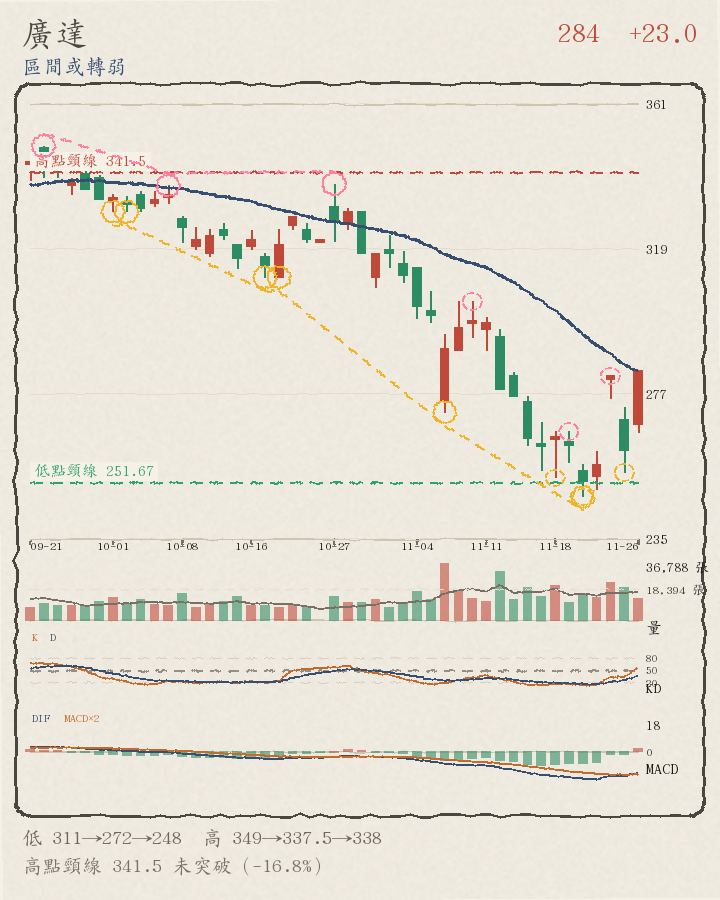 廣達
284 +23.0
區間或轉弱
361
高點頸線 341.5
319
277
低點頸線 251.67
235
09-21 10-01 10-08 10-16 10-27 11-04 11-11 11-18 11-26
36,788 張
18,394 張
量
K D
80
50
20
KD
DIF MACD×2
18
0
MACD
低 311→272→248 高 349→337.5→338
高點頸線 341.5 未突破 (-16.8%)